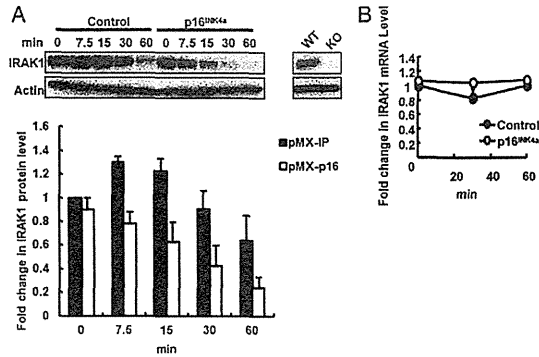 A
Control p16INK4a
min 0 7.5 15 30 60 0 7.5 15 30 60
WT KO
IRAK1
Actin
Fold change in IRAK1 protein level
1.6
1.4
1.2
1
0.8
0.6
0.4
0.2
0
pMX-IP
pMX-p16
0 7.5 15 30 60
min
B
Fold change in IRAK1 mRNA Level
1.4
1.2
1
0.8
0.6
0.4
0.2
Control
p16INK4a
0 30 60
min